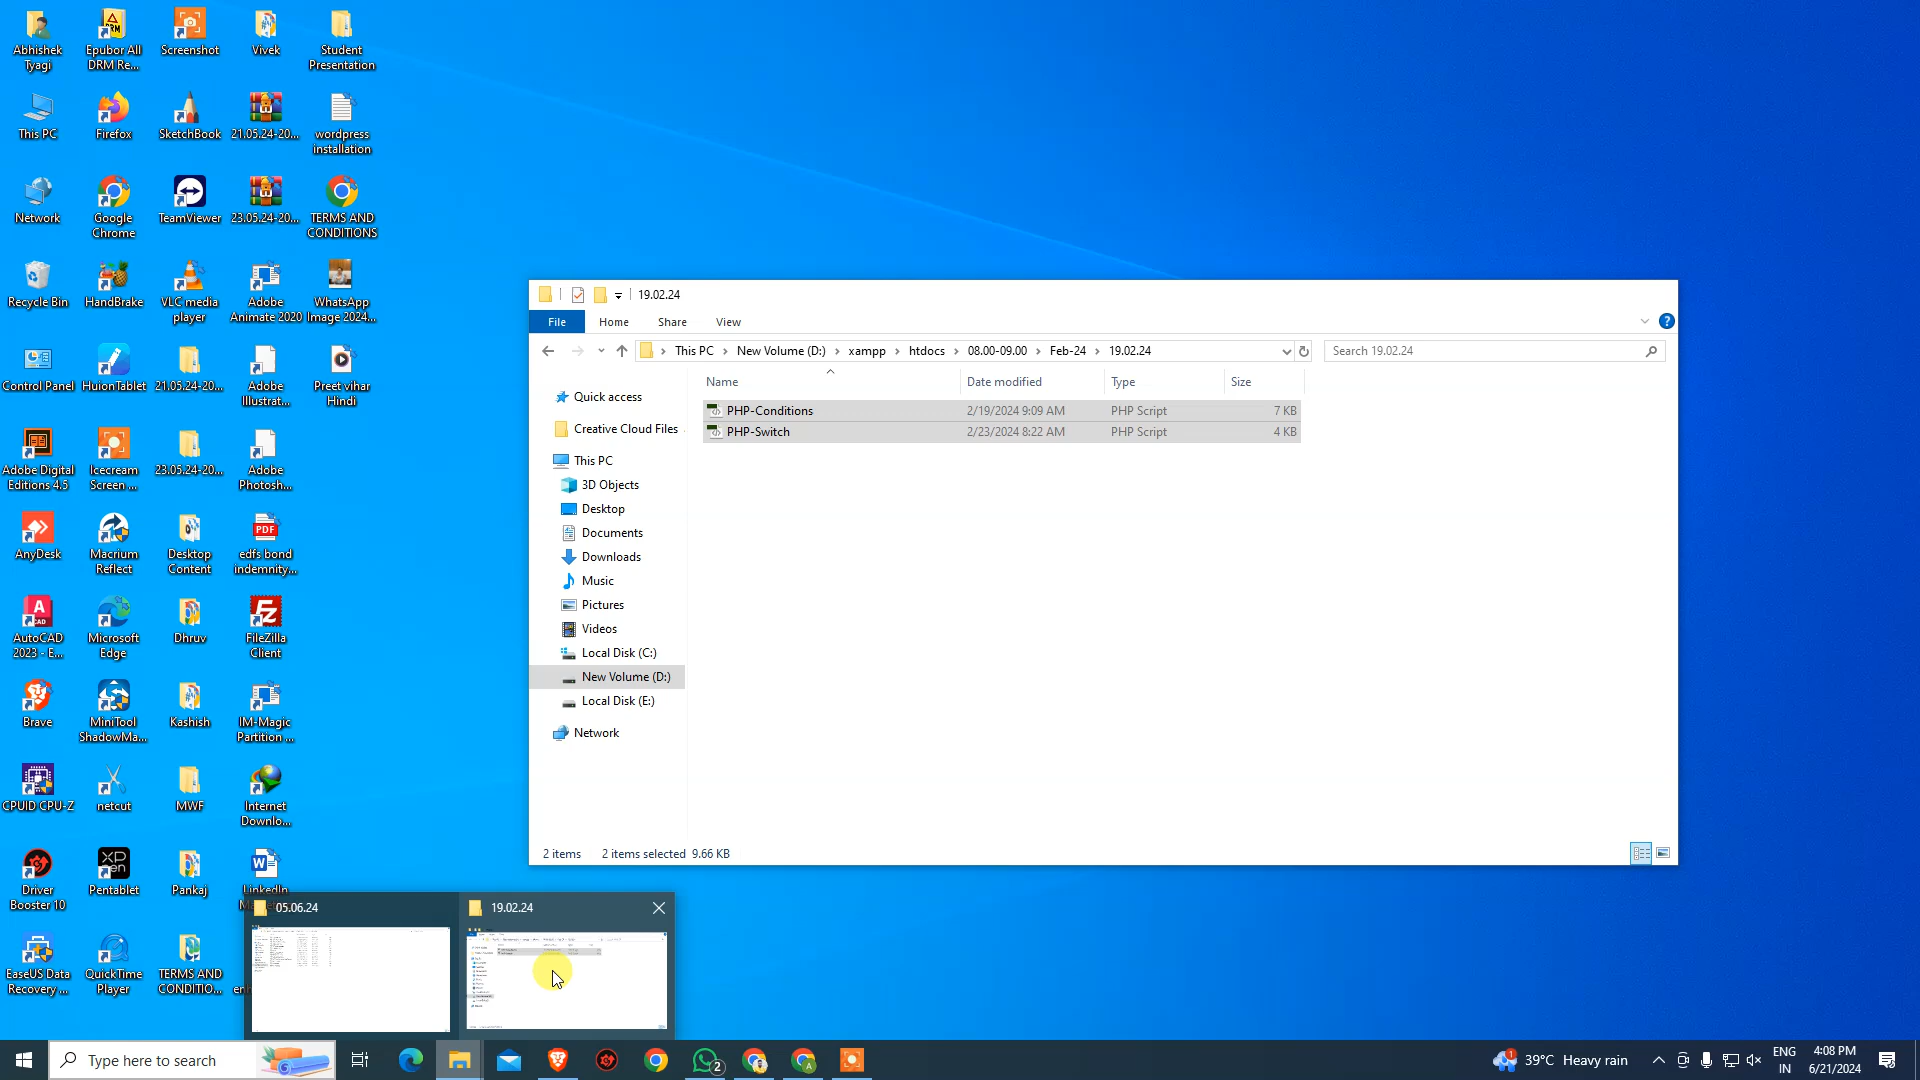 Abhishek
Tyagi
Epubor All
DRM Re...
Screenshot
Vivek
Student
Presentation
This PC
Firefox
SketchBook
21.05.24-20...
wordpress
installation
Network
Google
Chrome
TeamViewer
23.05.24-20...
TERMS AND
CONDITIONS
Recycle Bin
HandBrake
VLC media
player
Adobe
Animate 2020
WhatsApp
Image 2024...
Control Panel
HuionTablet
21.05.24-20...
Adobe
Illustrat...
Preet vihar
Hindi
Adobe Digital
Editions 4.5
Icecream
Screen ...
23.05.24-20...
Adobe
Photosh...
AnyDesk
Macrium
Reflect
Desktop
Content
PDF
edfs bond
indemnity...
AutoCAD
2023 - E...
Microsoft
Edge
Dhruv
FileZilla
Client
Brave
MiniTool
ShadowMa...
Kashish
IM-Magic
Partition ...
CPUID CPU-Z
netcut
MWF
Internet
Downlo...
Driver
Booster 10
Pentablet
Pankaj
LinkedIn
EaseUS Data
Recovery ...
QuickTime
Player
TERMS AND
CONDITIO...
19.02.24
File Home Share View
This PC New Volume (D:) xampp htdocs 08.00-09.00 Feb-24 19.02.24
Search 19.02.24
Name Date modified Type Size
PHP-Conditions 2/19/2024 9:09 AM PHP Script 7 KB
PHP-Switch 2/23/2024 8:22 AM PHP Script 4 KB
Quick access
Creative Cloud Files
This PC
3D Objects
Desktop
Documents
Downloads
Music
Pictures
Videos
Local Disk (C:)
New Volume (D:)
Local Disk (E:)
Network
2 items 2 items selected 9.66 KB
05.06.24
19.02.24
Type here to search
2
39°C Heavy rain
ENG
IN
4:08 PM
6/21/2024